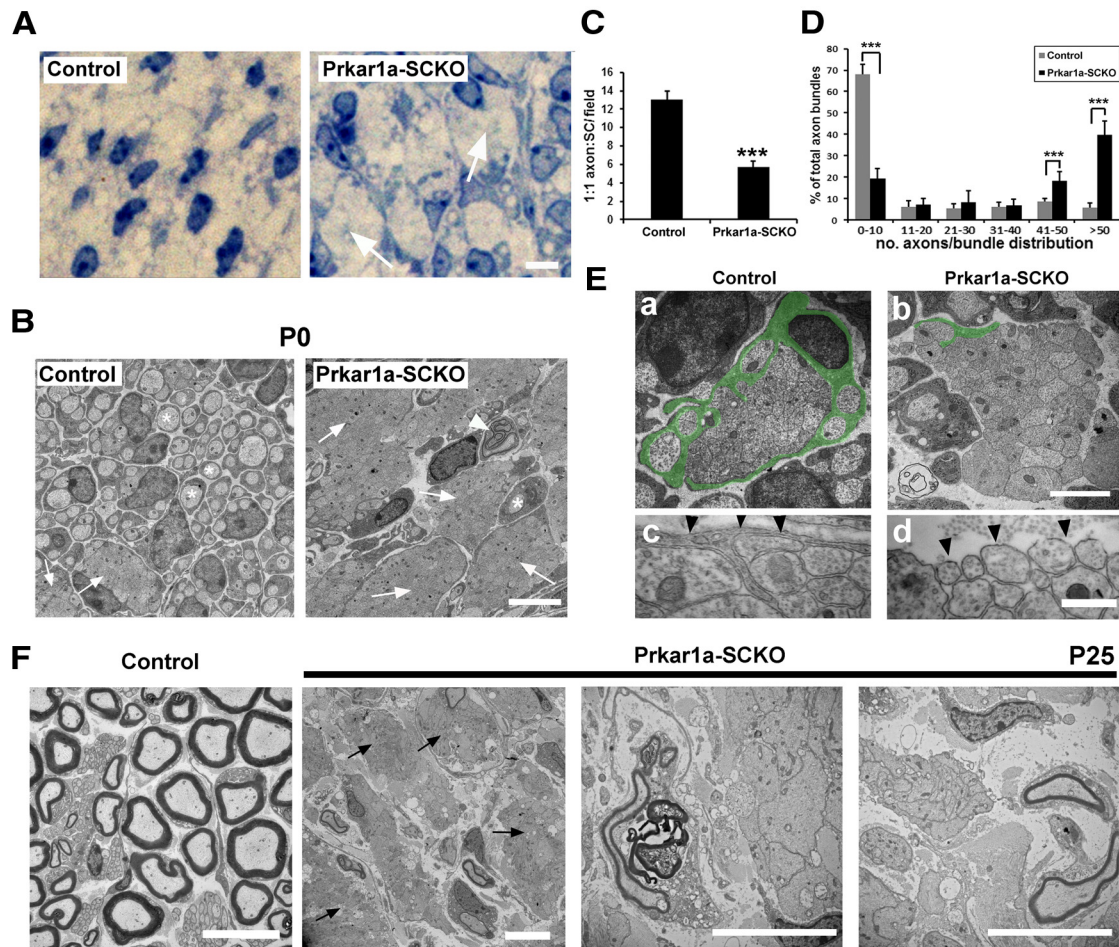 A
Control
Prkar1a-SCKO
C
16
14
12
10
8
6
4
2
0
1:1 axon:SC/field
***
Control
Prkar1a-SCKO
D
80
70
60
50
40
30
20
10
0
% of total axon bundles
***
***
***
Control
Prkar1a-SCKO
0-10 11-20 21-30 31-40 41-50 >50
no. axons/bundle distribution
B
P0
Control
Prkar1a-SCKO
*
*
*
*
E
Control
Prkar1a-SCKO
a
b
c
d
F
Control
Prkar1a-SCKO
P25